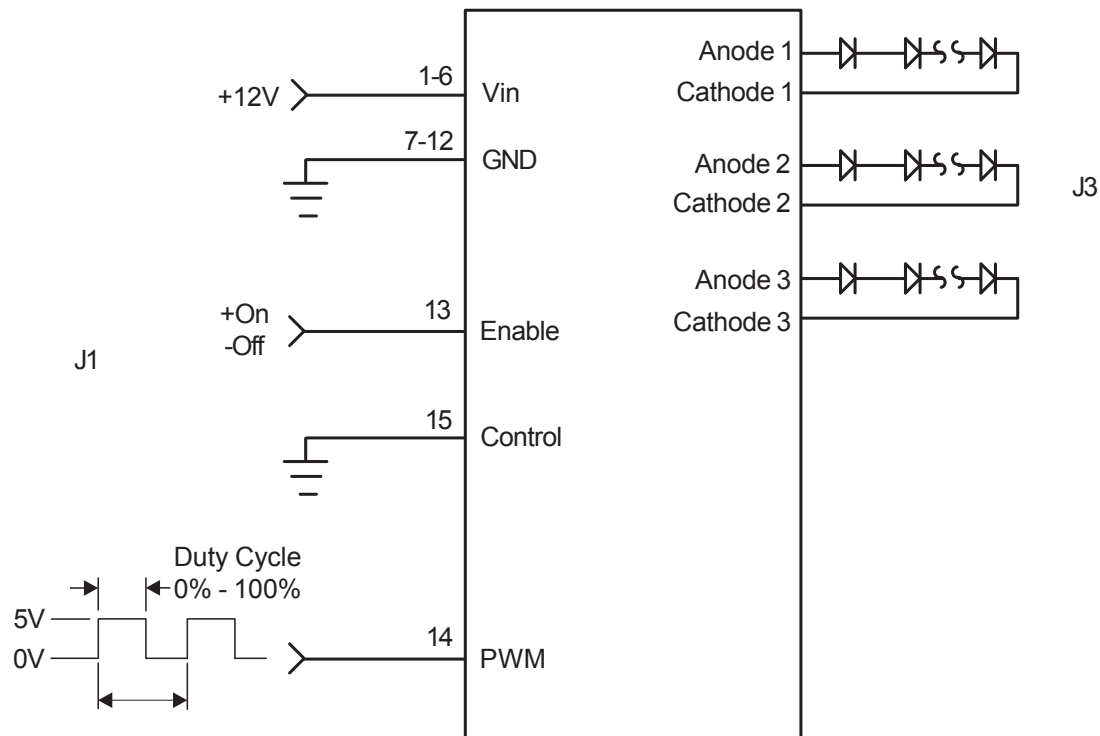 Anode 1
1-6
+12V
Vin
Cathode 1
7-12
GND
Anode 2
Cathode 2
J3
Anode 3
+On
-Off
13
Enable
Cathode 3
J1
15
Control
Duty Cycle
0% - 100%
5V
0V
14
PWM